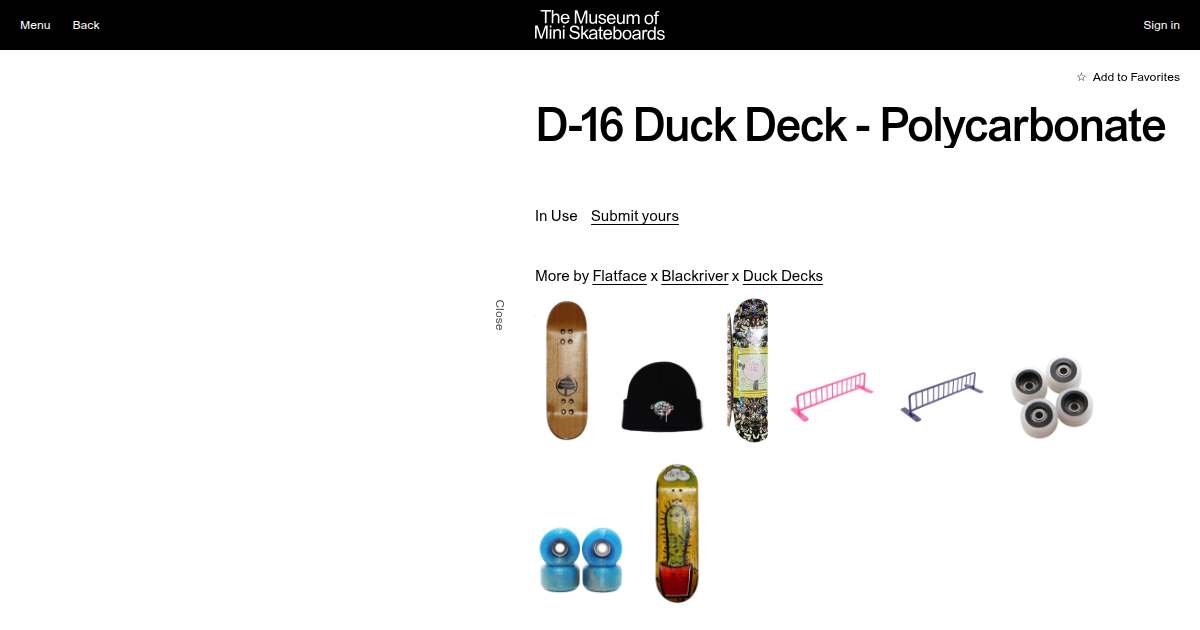 Menu Back
The Museum of
Mini Skateboards
Sign in
☆ Add to Favorites
D-16 Duck Deck - Polycarbonate
In Use Submit yours
More by Flatface x Blackriver x Duck Decks
Close